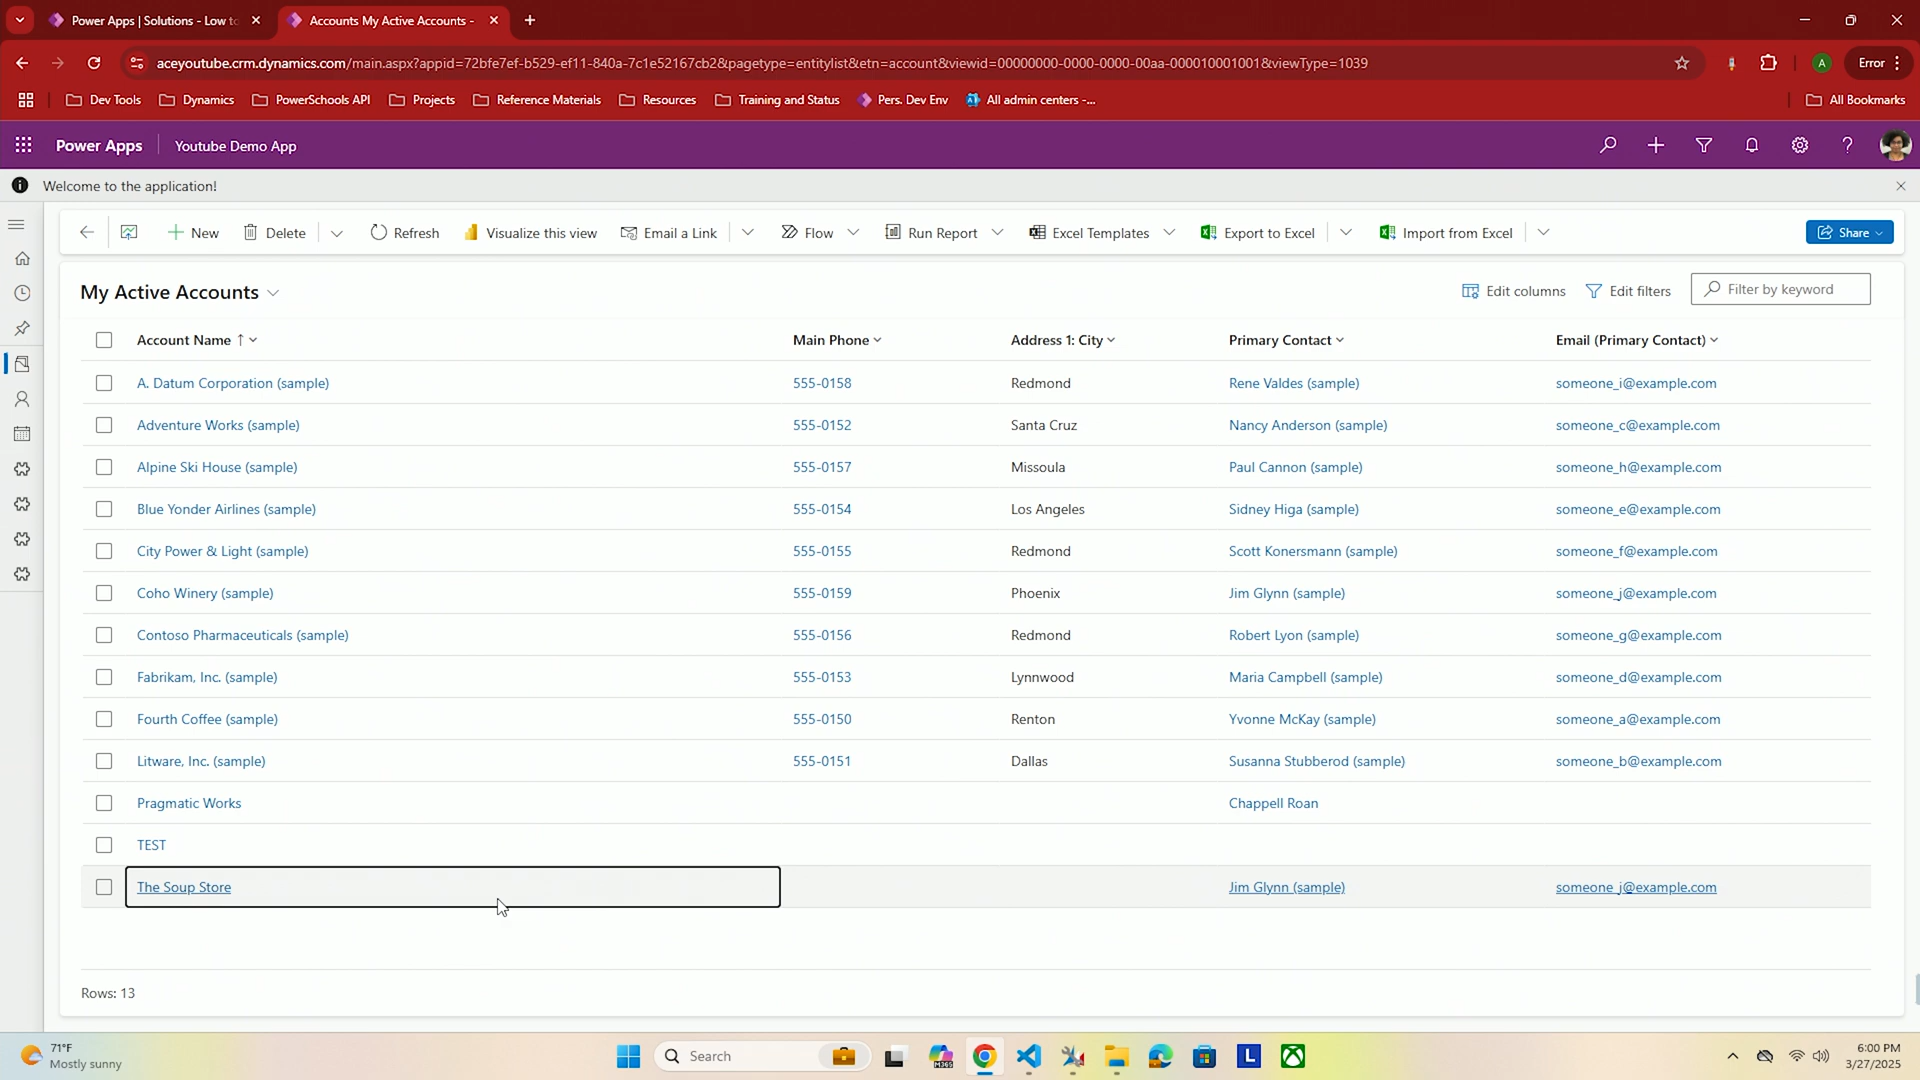 Power Apps | Solutions - Low to
Accounts My Active Accounts -
aceyoutube.crm.dynamics.com/main.aspx?appid=72bfe7ef-b529-ef11-840a-7c1e52167cb2&pagetype=entitylist&etn=account&viewid=00000000-0000-0000-00aa-000010001001&viewType=1039
A
Error
Dev Tools
Dynamics
PowerSchools API
Projects
Reference Materials
Resources
Training and Status
Pers. Dev Env
All admin centers -...
All Bookmarks
Power Apps
Youtube Demo App
Welcome to the application!
New
Delete
Refresh
Visualize this view
Email a Link
Flow
Run Report
Excel Templates
Export to Excel
Import from Excel
Share
My Active Accounts
Edit columns
Edit filters
Filter by keyword
Account Name ↑ Main Phone Address 1: City Primary Contact Email (Primary Contact)
A. Datum Corporation (sample) 555-0158 Redmond Rene Valdes (sample) someone_i@example.com
Adventure Works (sample) 555-0152 Santa Cruz Nancy Anderson (sample) someone_c@example.com
Alpine Ski House (sample) 555-0157 Missoula Paul Cannon (sample) someone_h@example.com
Blue Yonder Airlines (sample) 555-0154 Los Angeles Sidney Higa (sample) someone_e@example.com
City Power & Light (sample) 555-0155 Redmond Scott Konersmann (sample) someone_f@example.com
Coho Winery (sample) 555-0159 Phoenix Jim Glynn (sample) someone_j@example.com
Contoso Pharmaceuticals (sample) 555-0156 Redmond Robert Lyon (sample) someone_g@example.com
Fabrikam, Inc. (sample) 555-0153 Lynnwood Maria Campbell (sample) someone_d@example.com
Fourth Coffee (sample) 555-0150 Renton Yvonne McKay (sample) someone_a@example.com
Litware, Inc. (sample) 555-0151 Dallas Susanna Stubberod (sample) someone_b@example.com
Pragmatic Works Chappell Roan
TEST
The Soup Store Jim Glynn (sample) someone_j@example.com
Rows: 13
71°F
Mostly sunny
Search
M365
L
6:00 PM
3/27/2025